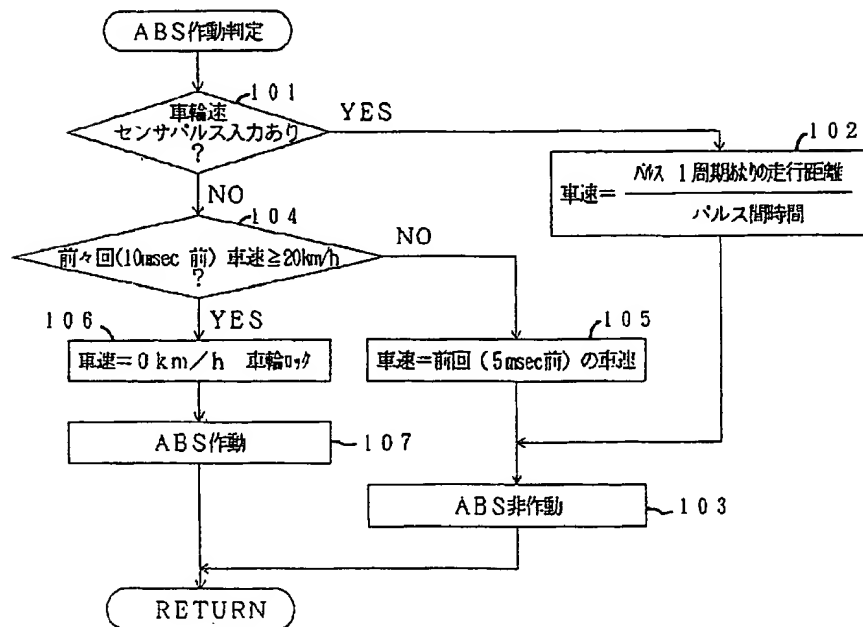 ABS作動判定
101
車輪速
センサパルス入力あり
?
YES
102
車速=
パルス 1周期あたりの走行距離
パルス間時間
NO
104
前々回(10msec 前) 車速≧20km/h
?
NO
YES
106
車速=0km/h 車輪ロック
105
車速=前回(5msec前)の車速
ABS作動
107
ABS非作動
103
RETURN